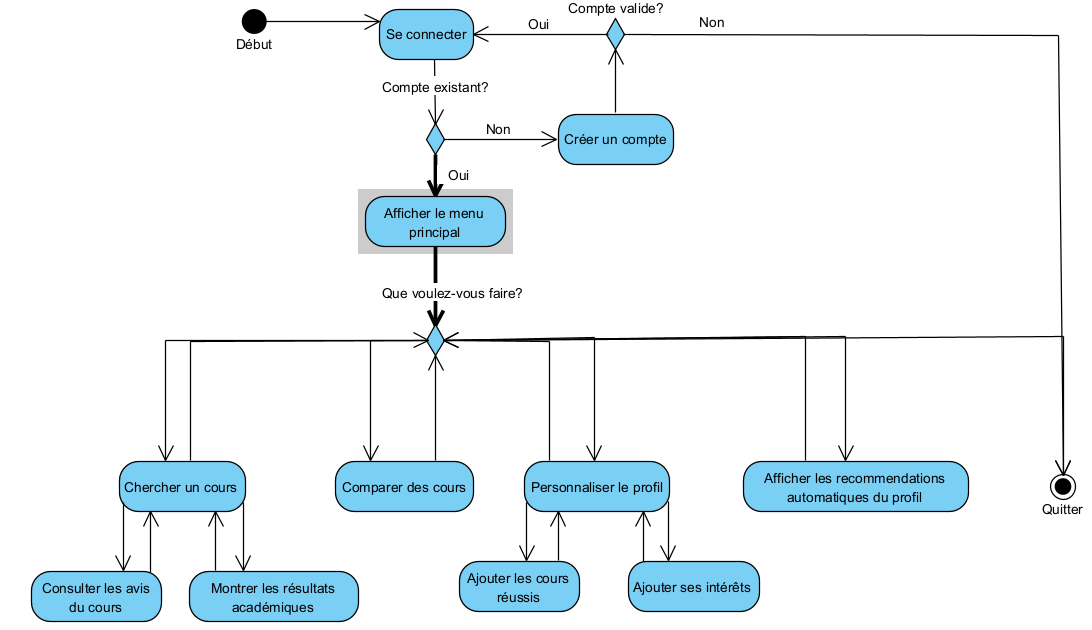 Compte valide?
Début
Se connecter
Oui
Non
Compte existant?
Non
Créer un compte
Oui
Afficher le menu
principal
Que voulez-vous faire?
Chercher un cours
Comparer des cours
Personnaliser le profil
Afficher les recommendations
automatiques du profil
Quitter
Consulter les avis
du cours
Montrer les résultats
académiques
Ajouter les cours
réussis
Ajouter ses intérêts